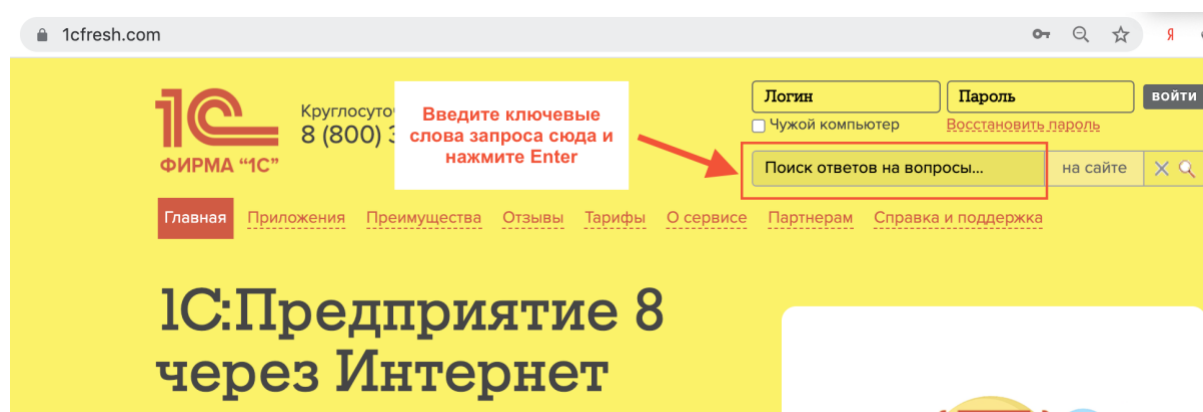 1cfresh.com
Я
1С
ФИРМА "1С"
8 (800)
Введите ключевые
слова запроса сюда и
нажмите Enter
Логин
Пароль
ВОЙТИ
Чужой компьютер
Восстановить пароль
Поиск ответов на вопросы...
на сайте
Главная Приложения Преимущества Отзывы Тарифы О сервисе Партнерам Справка и поддержка
1С:Предприятие 8
через Интернет